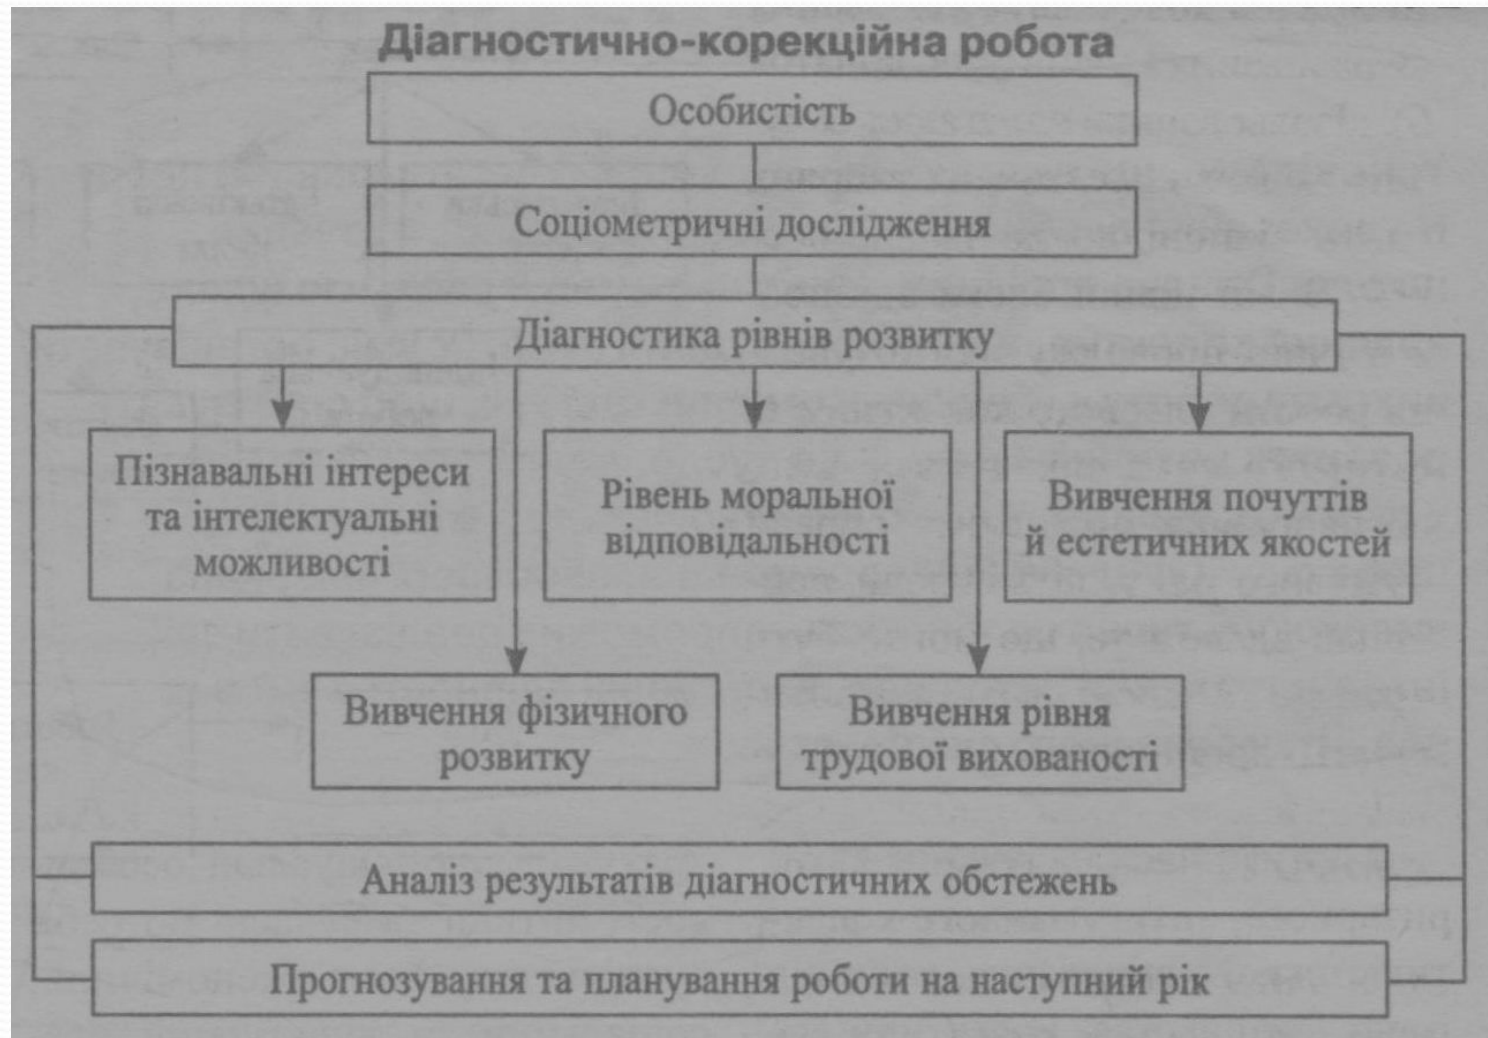 Діагностично-корекційна робота
Особистість
Соціометричні дослідження
Діагностика рівнів розвитку
Пізнавальні інтереси
та інтелектуальні
можливості
Рівень моральної
відповідальності
Вивчення почуттів
й естетичних якостей
Вивчення фізичного
розвитку
Вивчення рівня
трудової вихованості
Аналіз результатів діагностичних обстежень
Прогнозування та планування роботи на наступний рік